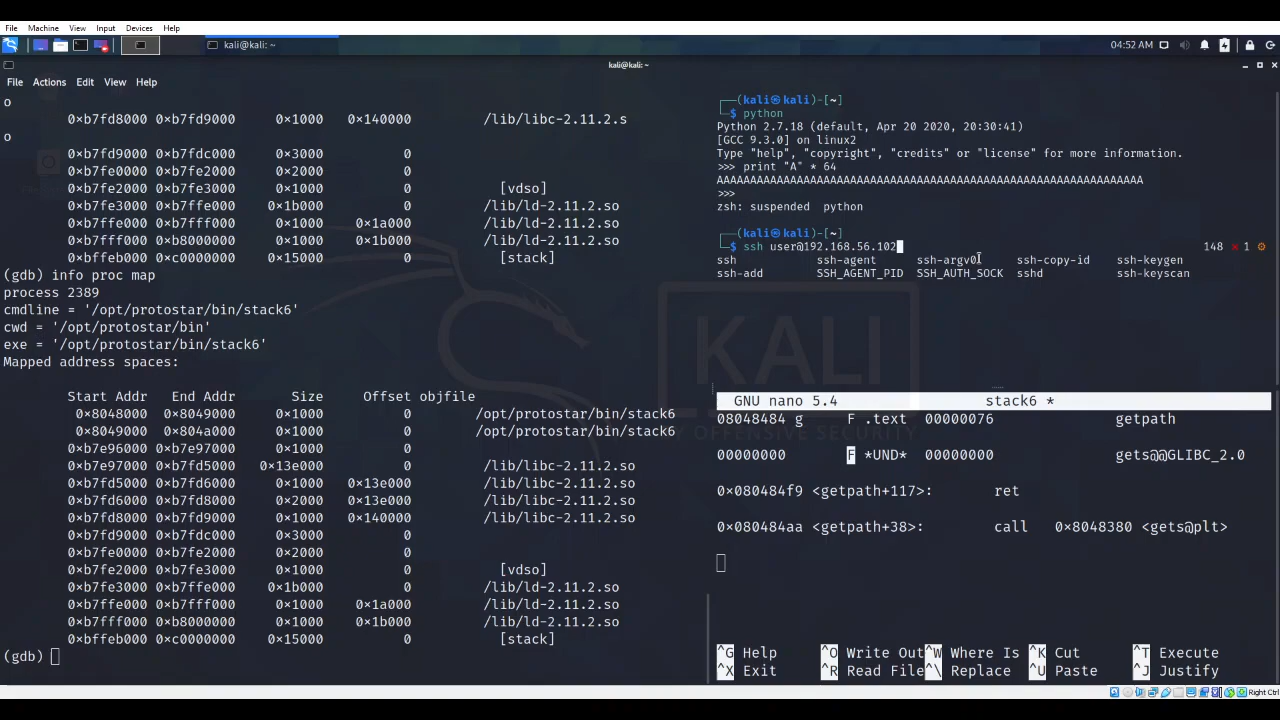 File Machine View Input Devices Help
kali@kali: ~
04:52 AM
kali@kali: ~
File Actions Edit View Help
o
0×b7fd8000 0×b7fd9000 0×1000 0×140000 /lib/libc-2.11.2.s
o
0×b7fd9000 0×b7fdc000 0×3000 0
0×b7fe0000 0×b7fe2000 0×2000 0
0×b7fe2000 0×b7fe3000 0×1000 0 [vdso]
0×b7fe3000 0×b7ffe000 0×1b000 0 /lib/ld-2.11.2.so
0×b7ffe000 0×b7fff000 0×1000 0×1a000 /lib/ld-2.11.2.so
0×b7fff000 0×b8000000 0×1000 0×1b000 /lib/ld-2.11.2.so
0×bffeb000 0×c0000000 0×15000 0 [stack]
(gdb) info proc map
process 2389
cmdline = '/opt/protostar/bin/stack6'
cwd = '/opt/protostar/bin'
exe = '/opt/protostar/bin/stack6'
Mapped address spaces:
Start Addr End Addr Size Offset objfile
0×8048000 0×8049000 0×1000 0 /opt/protostar/bin/stack6
0×8049000 0×804a000 0×1000 0 /opt/protostar/bin/stack6
0×b7e96000 0×b7e97000 0×1000 0
0×b7e97000 0×b7fd5000 0×13e000 0 /lib/libc-2.11.2.so
0×b7fd5000 0×b7fd6000 0×1000 0×13e000 /lib/libc-2.11.2.so
0×b7fd6000 0×b7fd8000 0×2000 0×13e000 /lib/libc-2.11.2.so
0×b7fd8000 0×b7fd9000 0×1000 0×140000 /lib/libc-2.11.2.so
0×b7fd9000 0×b7fdc000 0×3000 0
0×b7fe0000 0×b7fe2000 0×2000 0
0×b7fe2000 0×b7fe3000 0×1000 0 [vdso]
0×b7fe3000 0×b7ffe000 0×1b000 0 /lib/ld-2.11.2.so
0×b7ffe000 0×b7fff000 0×1000 0×1a000 /lib/ld-2.11.2.so
0×b7fff000 0×b8000000 0×1000 0×1b000 /lib/ld-2.11.2.so
0×bffeb000 0×c0000000 0×15000 0 [stack]
(gdb)
┌──(kali㉿kali)-[~]
└─$ python
Python 2.7.18 (default, Apr 20 2020, 20:30:41)
[GCC 9.3.0] on linux2
Type "help", "copyright", "credits" or "license" for more information.
>>> print "A" * 64
AAAAAAAAAAAAAAAAAAAAAAAAAAAAAAAAAAAAAAAAAAAAAAAAAAAAAAAAAAAAAAAA
>>>
zsh: suspended python
┌──(kali㉿kali)-[~]
└─$ ssh user@192.168.56.102 148 ✘ 1 ⚙
ssh ssh-agent ssh-argv0 ssh-copy-id ssh-keygen
ssh-add SSH_AGENT_PID SSH_AUTH_SOCK sshd ssh-keyscan
KALI
BY OFFENSIVE SECURITY
GNU nano 5.4 stack6 *
08048484 g F .text 00000076 getpath
00000000 F *UND* 00000000 gets@@GLIBC_2.0
0×080484f9 <getpath+117>: ret
0×080484aa <getpath+38>: call 0×8048380 <gets@plt>
^G Help ^O Write Out ^W Where Is ^K Cut ^T Execute
^X Exit ^R Read File ^\ Replace ^U Paste ^J Justify
Right Ctrl